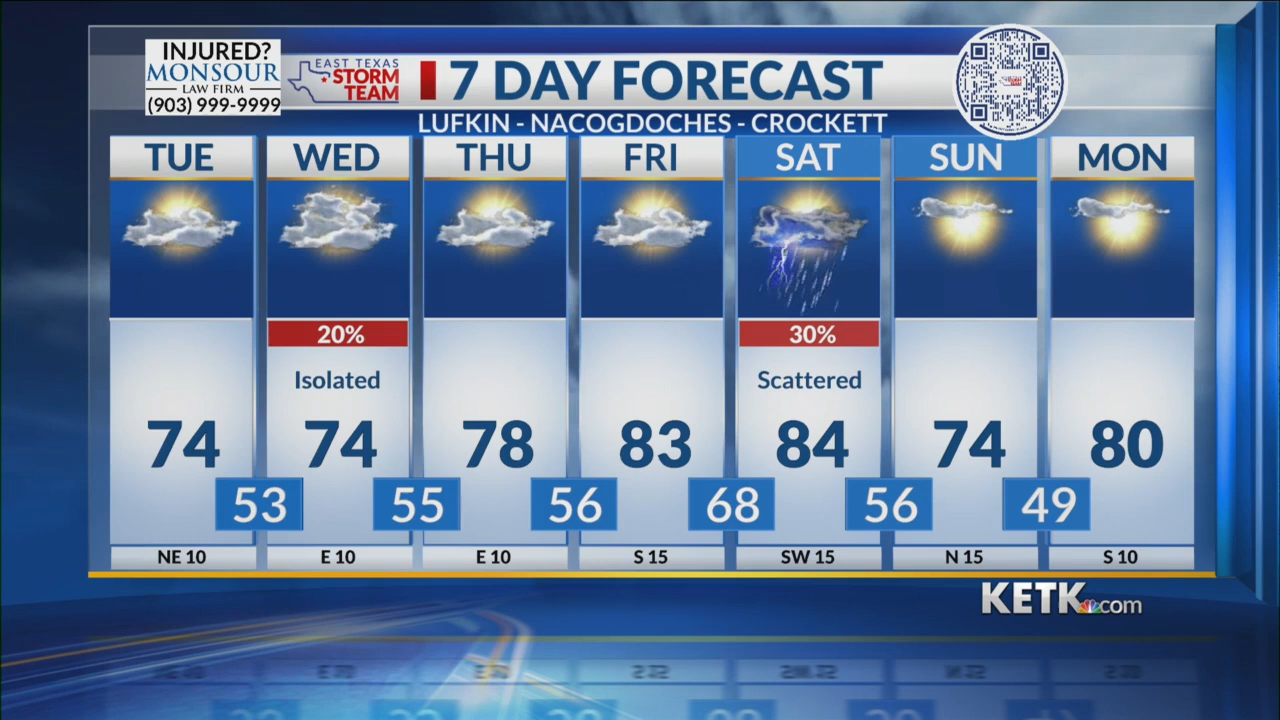 INJURED?
MONSOUR
LAW FIRM
(903) 999-9999
EAST TEXAS
STORM
TEAM
7 DAY FORECAST
LUFKIN - NACOGDOCHES - CROCKETT
TUE WED THU FRI SAT SUN MON
20% 30%
Isolated Scattered
74 74 78 83 84 74 80
53 55 56 68 56 49
NE 10 E 10 E 10 S 15 SW 15 N 15 S 10
KETK.com